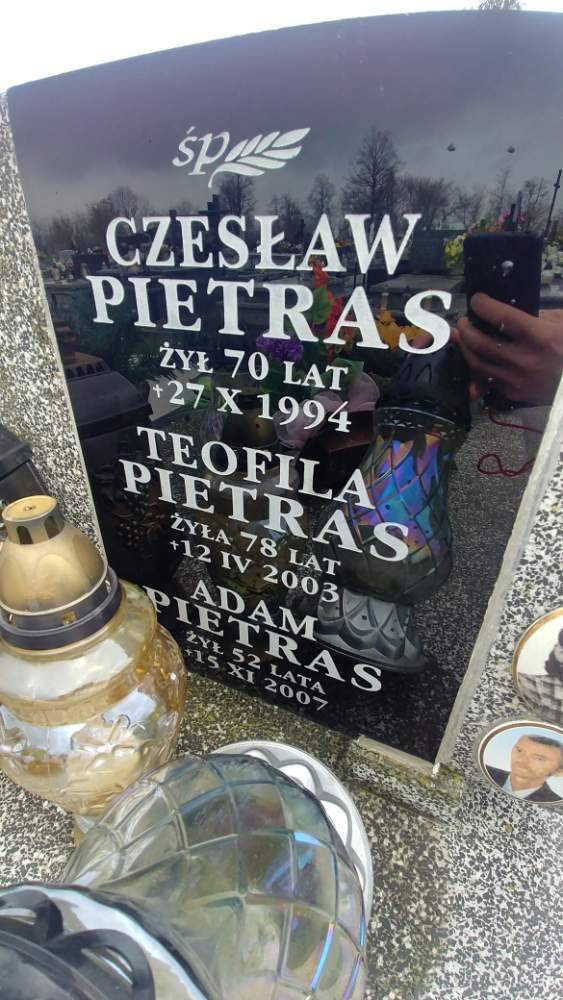 śp
CZESŁAW
PIETRAS
ŻYŁ 70 LAT
+27 X 1994
TEOFILA
PIETRAS
ŻYŁA 78 LAT
+12 IV 2003
ADAM
PIETRAS
ŻYŁ 52 LATA
+15 XI 2007